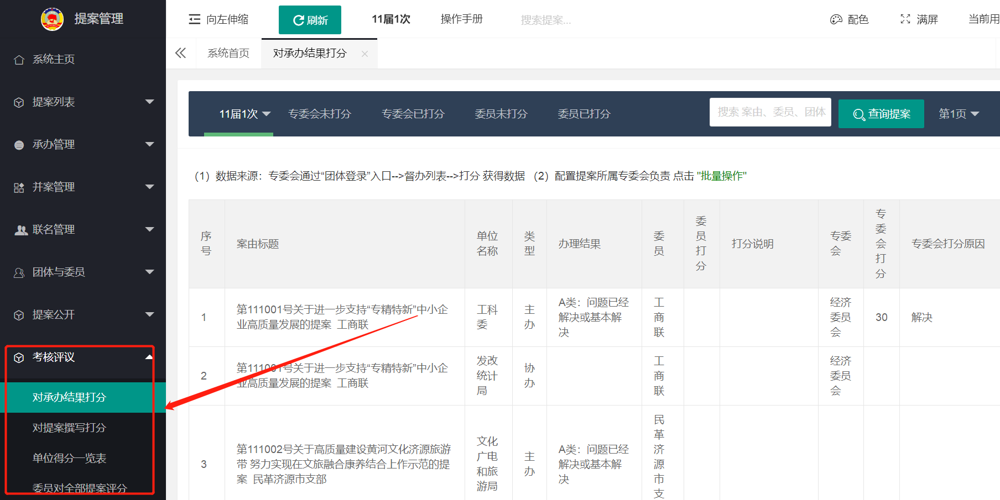 提案管理
向左伸缩
刷新
11届1次
操作手册
搜索提案...
配色
满屏
当前用
系统主页
提案列表
承办管理
并案管理
联名管理
团体与委员
提案公开
考核评议
对承办结果打分
对提案撰写打分
单位得分一览表
委员对全部提案评分
系统首页
对承办结果打分
11届1次
专委会未打分
专委会已打分
委员未打分
委员已打分
搜索 案由、委员、团体
查询提案
第1页
（1）数据来源：专委会通过“团体登录”入口-->督办列表-->打分 获得数据 （2）配置提案所属专委会负责 点击 "批量操作"
序
号
案由标题
单位
名称
类
型
办理结果
委
员
委
员
打
分
打分说明
专委
会
专
委
会
打
分
专委会打分原因
1
第111001号关于进一步支持“专精特新”中小企
业高质量发展的提案 工商联
工科
委
主
办
A类：问题已经
解决或基本解
决
工
商
联
经济
委员
会
30
解决
2
第111001号关于进一步支持“专精特新”中小企
业高质量发展的提案 工商联
发改
统计
局
协
办
工
商
联
经济
委员
会
3
第111002号关于高质量建设黄河文化济源旅游
带 努力实现在文旅融合康养结合上作示范的提
案 民革济源市支部
文化
广电
和旅
游局
主
办
A类：问题已经
解决或基本解
决
民
革
济
源
市
支